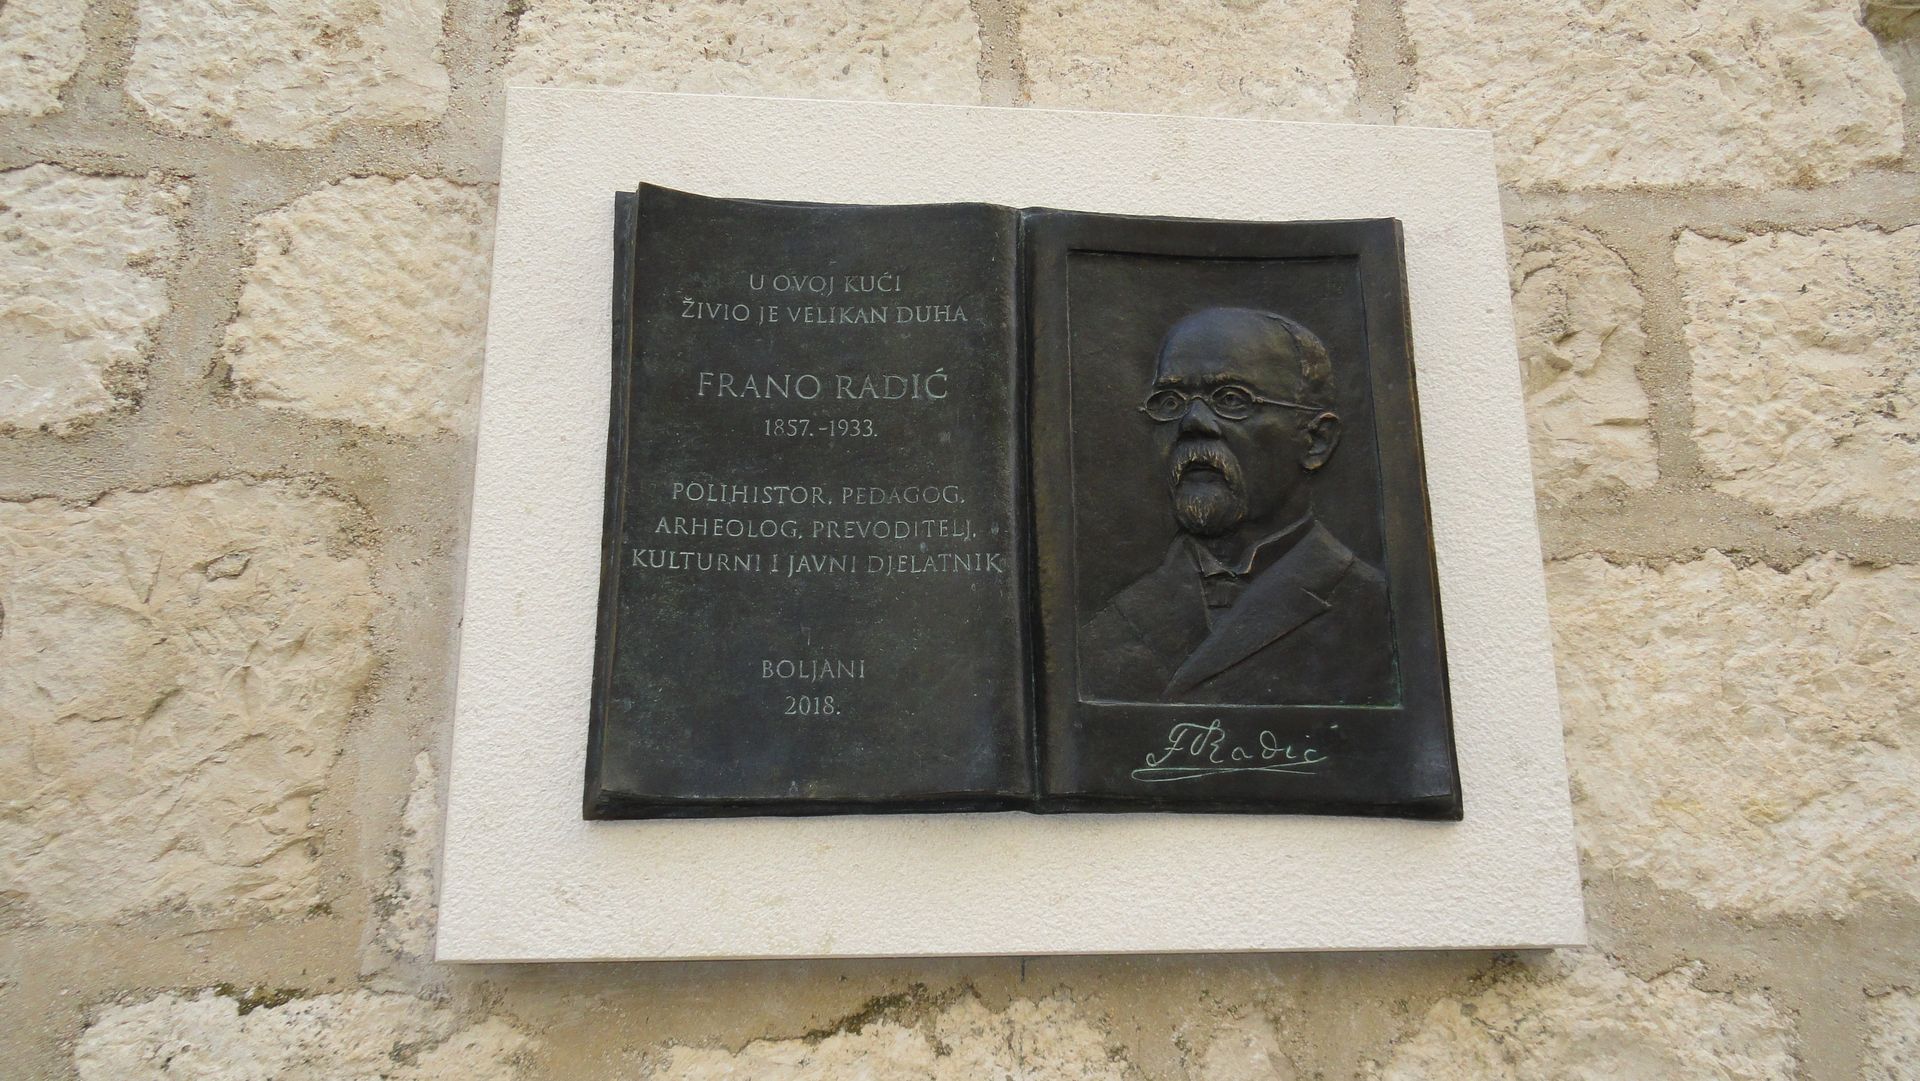 U OVOJ KUĆI
ŽIVIO JE VELIKAN DUHA
FRANO RADIĆ
1857.-1933.
POLIHISTOR, PEDAGOG,
ARHEOLOG, PREVODITELJ,
KULTURNI I JAVNI DJELATNIK
BOLJANI
2018.
F Radić